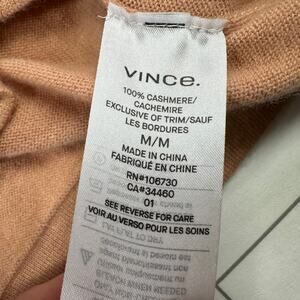 VINCE.
100% CASHMERE/
CACHEMIRE
EXCLUSIVE OF TRIM/SAUF
LES BORDURES
M/M
MADE IN CHINA
FABRIQUÉ EN CHINE
RN#106730
CA#34460
01
SEE REVERSE FOR CARE
VOIR AU VERSO POUR LES SOINS